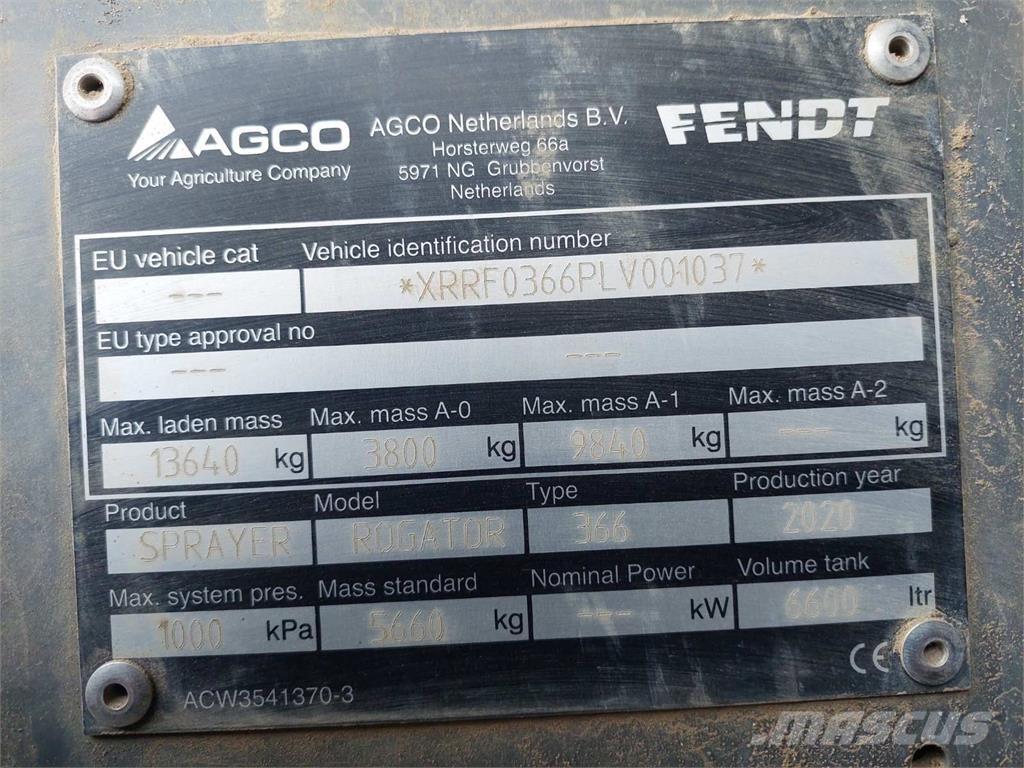 AGCO
Your Agriculture Company
AGCO Netherlands B.V.
Horsterweg 66a
5971 NG Grubbenvorst
Netherlands
FENDT
EU vehicle cat Vehicle identification number
--- *XRRF0366PLV001037*
EU type approval no
--- ---
Max. laden mass Max. mass A-0 Max. mass A-1 Max. mass A-2
13640 kg 3800 kg 9840 kg --- kg
Product Model Type Production year
SPRAYER ROGATOR 366 2020
Max. system pres. Mass standard Nominal Power Volume tank
1000 kPa 5660 kg --- kW 6600 ltr
ACW3541370-3
CE
mascus